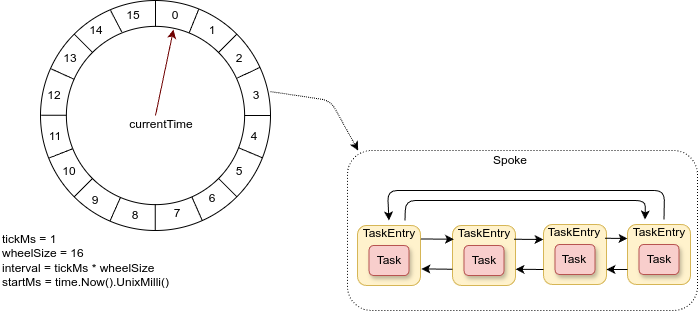 0
1
2
3
4
5
6
7
8
9
10
11
12
13
14
15
currentTime
tickMs = 1
wheelSize = 16
interval = tickMs * wheelSize
startMs = time.Now().UnixMilli()
Spoke
TaskEntry
Task
TaskEntry
Task
TaskEntry
Task
TaskEntry
Task